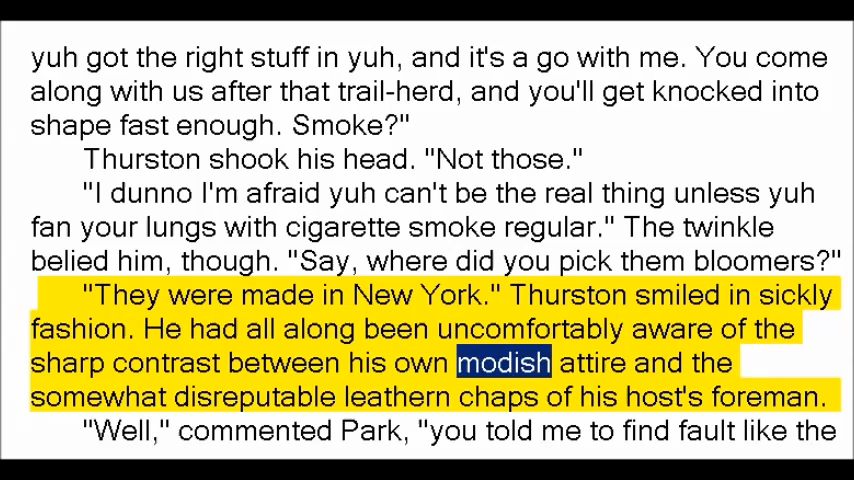 yuh got the right stuff in yuh, and it's a go with me. You come
along with us after that trail-herd, and you'll get knocked into
shape fast enough. Smoke?"
Thurston shook his head. "Not those."
"I dunno I'm afraid yuh can't be the real thing unless yuh
fan your lungs with cigarette smoke regular." The twinkle
belied him, though. "Say, where did you pick them bloomers?"
"They were made in New York." Thurston smiled in sickly
fashion. He had all along been uncomfortably aware of the
sharp contrast between his own modish attire and the
somewhat disreputable leathern chaps of his host's foreman.
"Well," commented Park, "you told me to find fault like the